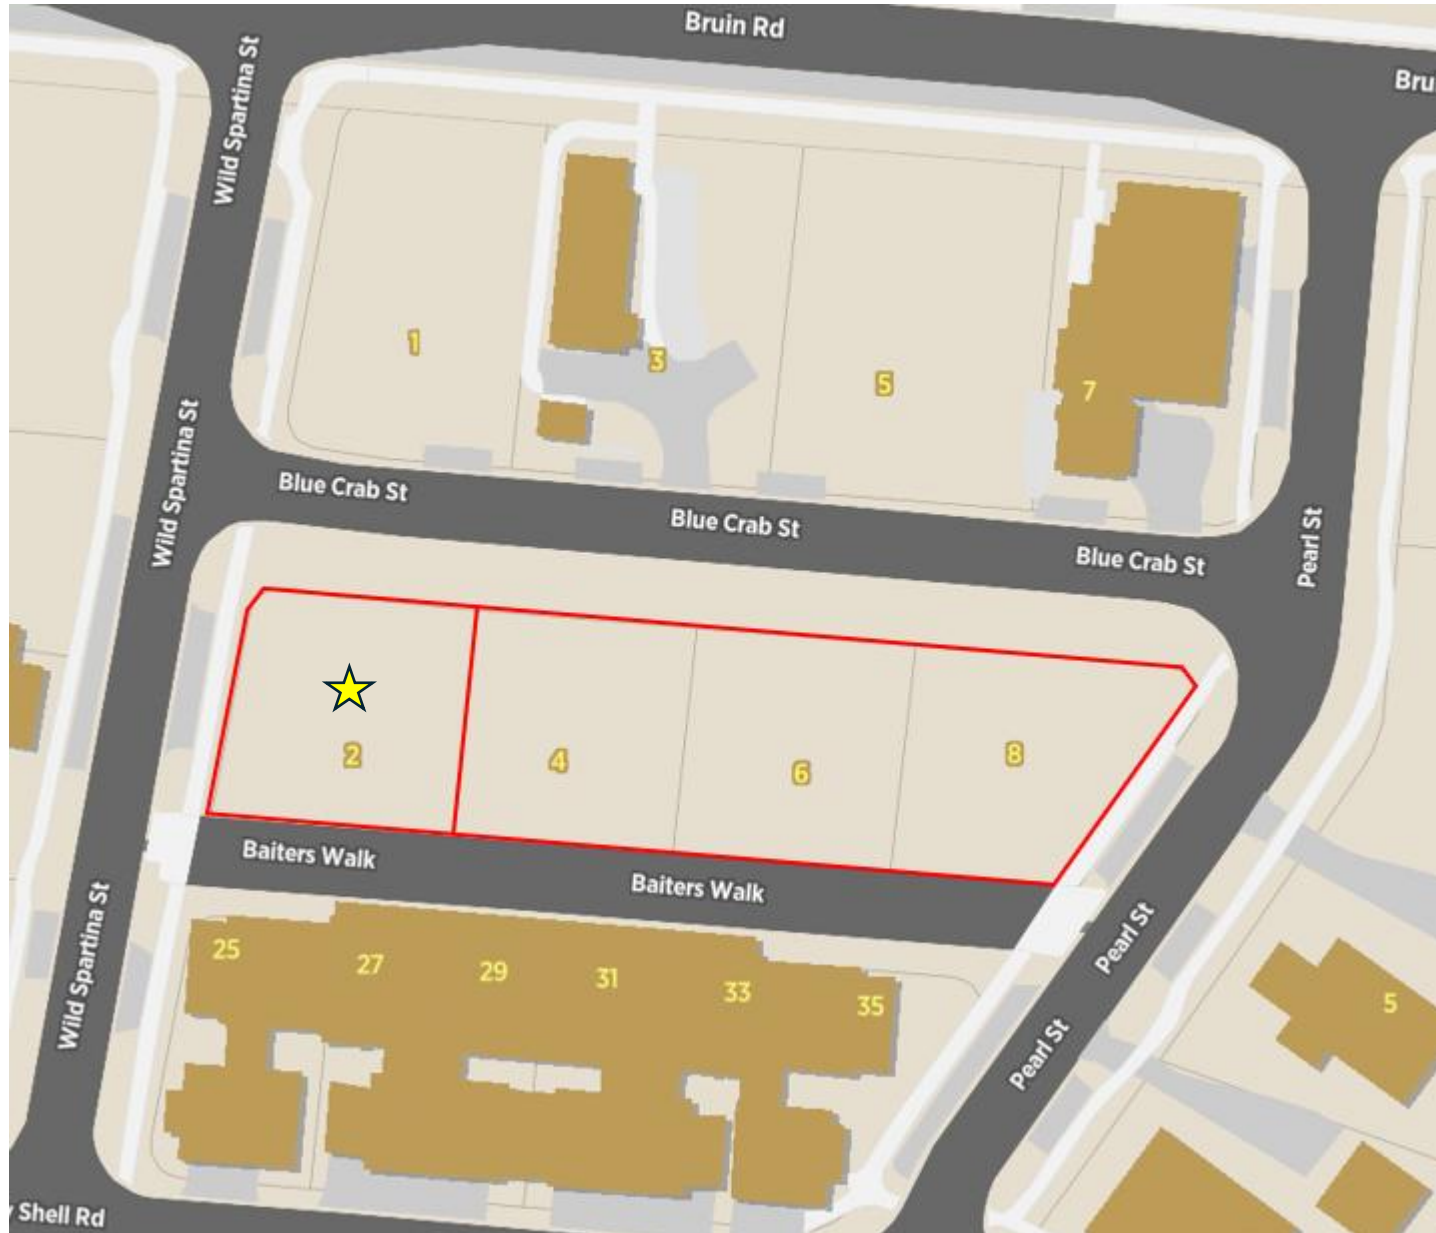 Bruin Rd
Bru
Wild Spartina St
1
3
5
7
Wild Spartina St
Blue Crab St
Blue Crab St
Blue Crab St
Pearl St
2
4
6
8
Baiters Walk
Baiters Walk
Wild Spartina St
25
27
29
31
33
35
Pearl St
5
Pearl St
Shell Rd